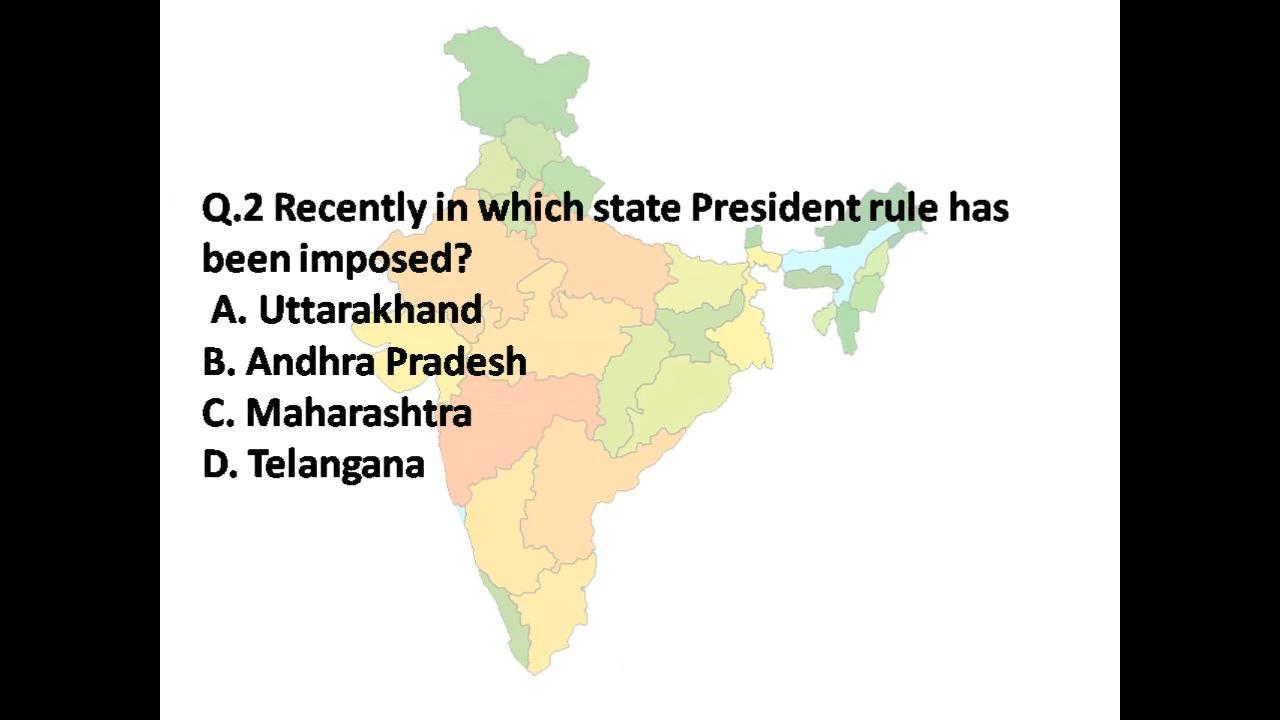 Q.2 Recently in which state President rule has
been imposed?
A. Uttarakhand
B. Andhra Pradesh
C. Maharashtra
D. Telangana